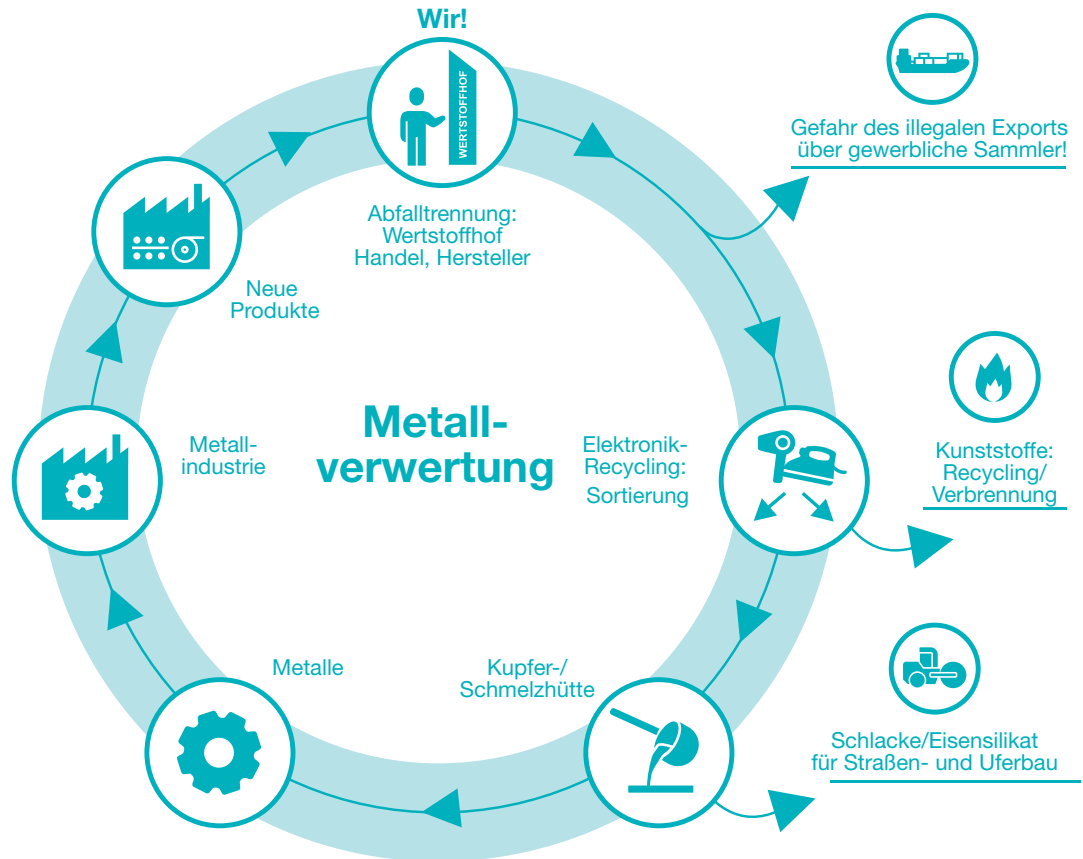 Wir!
WERTSTOFFHOF
Abfalltrennung:
Wertstoffhof
Handel, Hersteller
Gefahr des illegalen Exports
über gewerbliche Sammler!
Neue
Produkte
Metall-
verwertung
Metall-
industrie
Elektronik-
Recycling:
Sortierung
Kunststoffe:
Recycling/
Verbrennung
Metalle
Kupfer-/
Schmelzhütte
Schlacke/Eisensilikat
für Straßen- und Uferbau